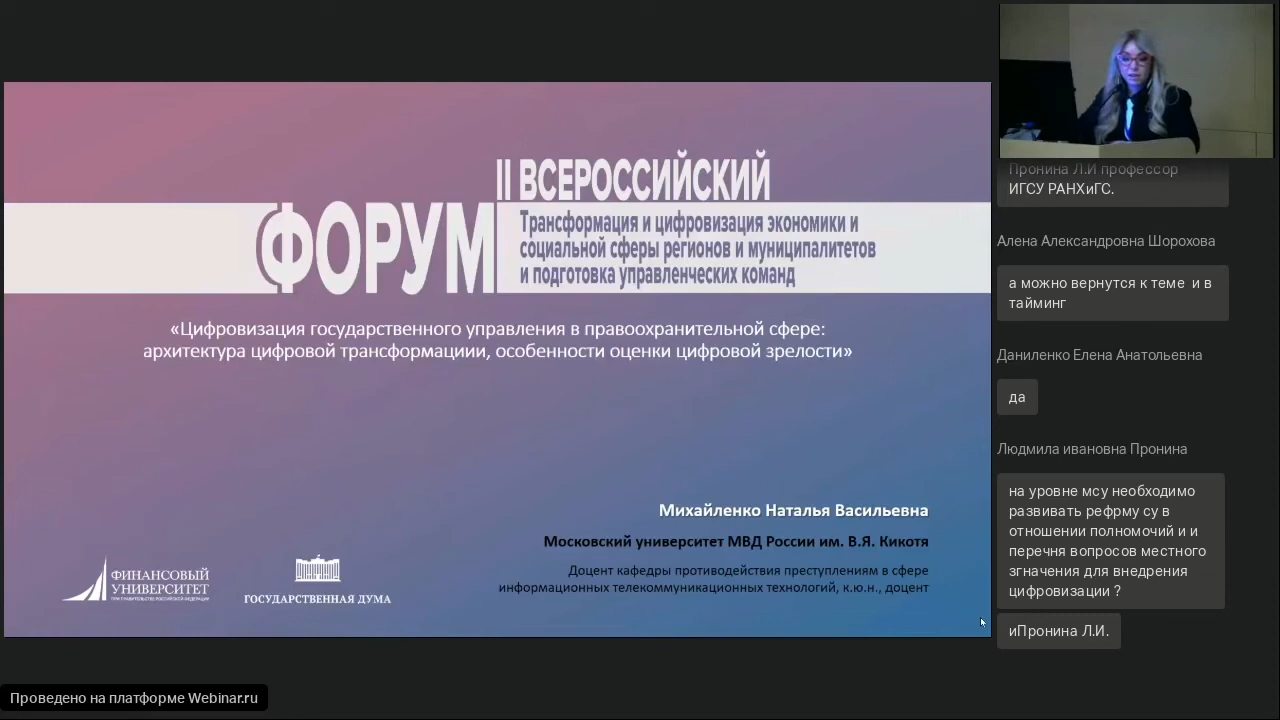 II ВСЕРОССИЙСКИЙ
ФОРУМ
Трансформация и цифровизация экономики и
социальной сферы регионов и муниципалитетов
и подготовка управленческих команд
«Цифровизация государственного управления в правоохранительной сфере:
архитектура цифровой трансформациии, особенности оценки цифровой зрелости»
Михайленко Наталья Васильевна
Московский университет МВД России им. В.Я. Кикотя
Доцент кафедры противодействия преступлениям в сфере
информационных телекоммуникационных технологий, к.ю.н., доцент
ФИНАНСОВЫЙ
УНИВЕРСИТЕТ
ПРИ ПРАВИТЕЛЬСТВЕ РОССИЙСКОЙ ФЕДЕРАЦИИ
ГОСУДАРСТВЕННАЯ ДУМА
Пронина Л.И профессор
ИГСУ РАНХиГС.
Алена Александровна Шорохова
а можно вернутся к теме и в
тайминг
Даниленко Елена Анатольевна
да
Людмила ивановна Пронина
на уровне мсу необходимо
развивать рефрму су в
отношении полномочий и и
перечня вопросов местного
згначения для внедрения
цифровизации ?
иПронина Л.И.
Проведено на платформе Webinar.ru